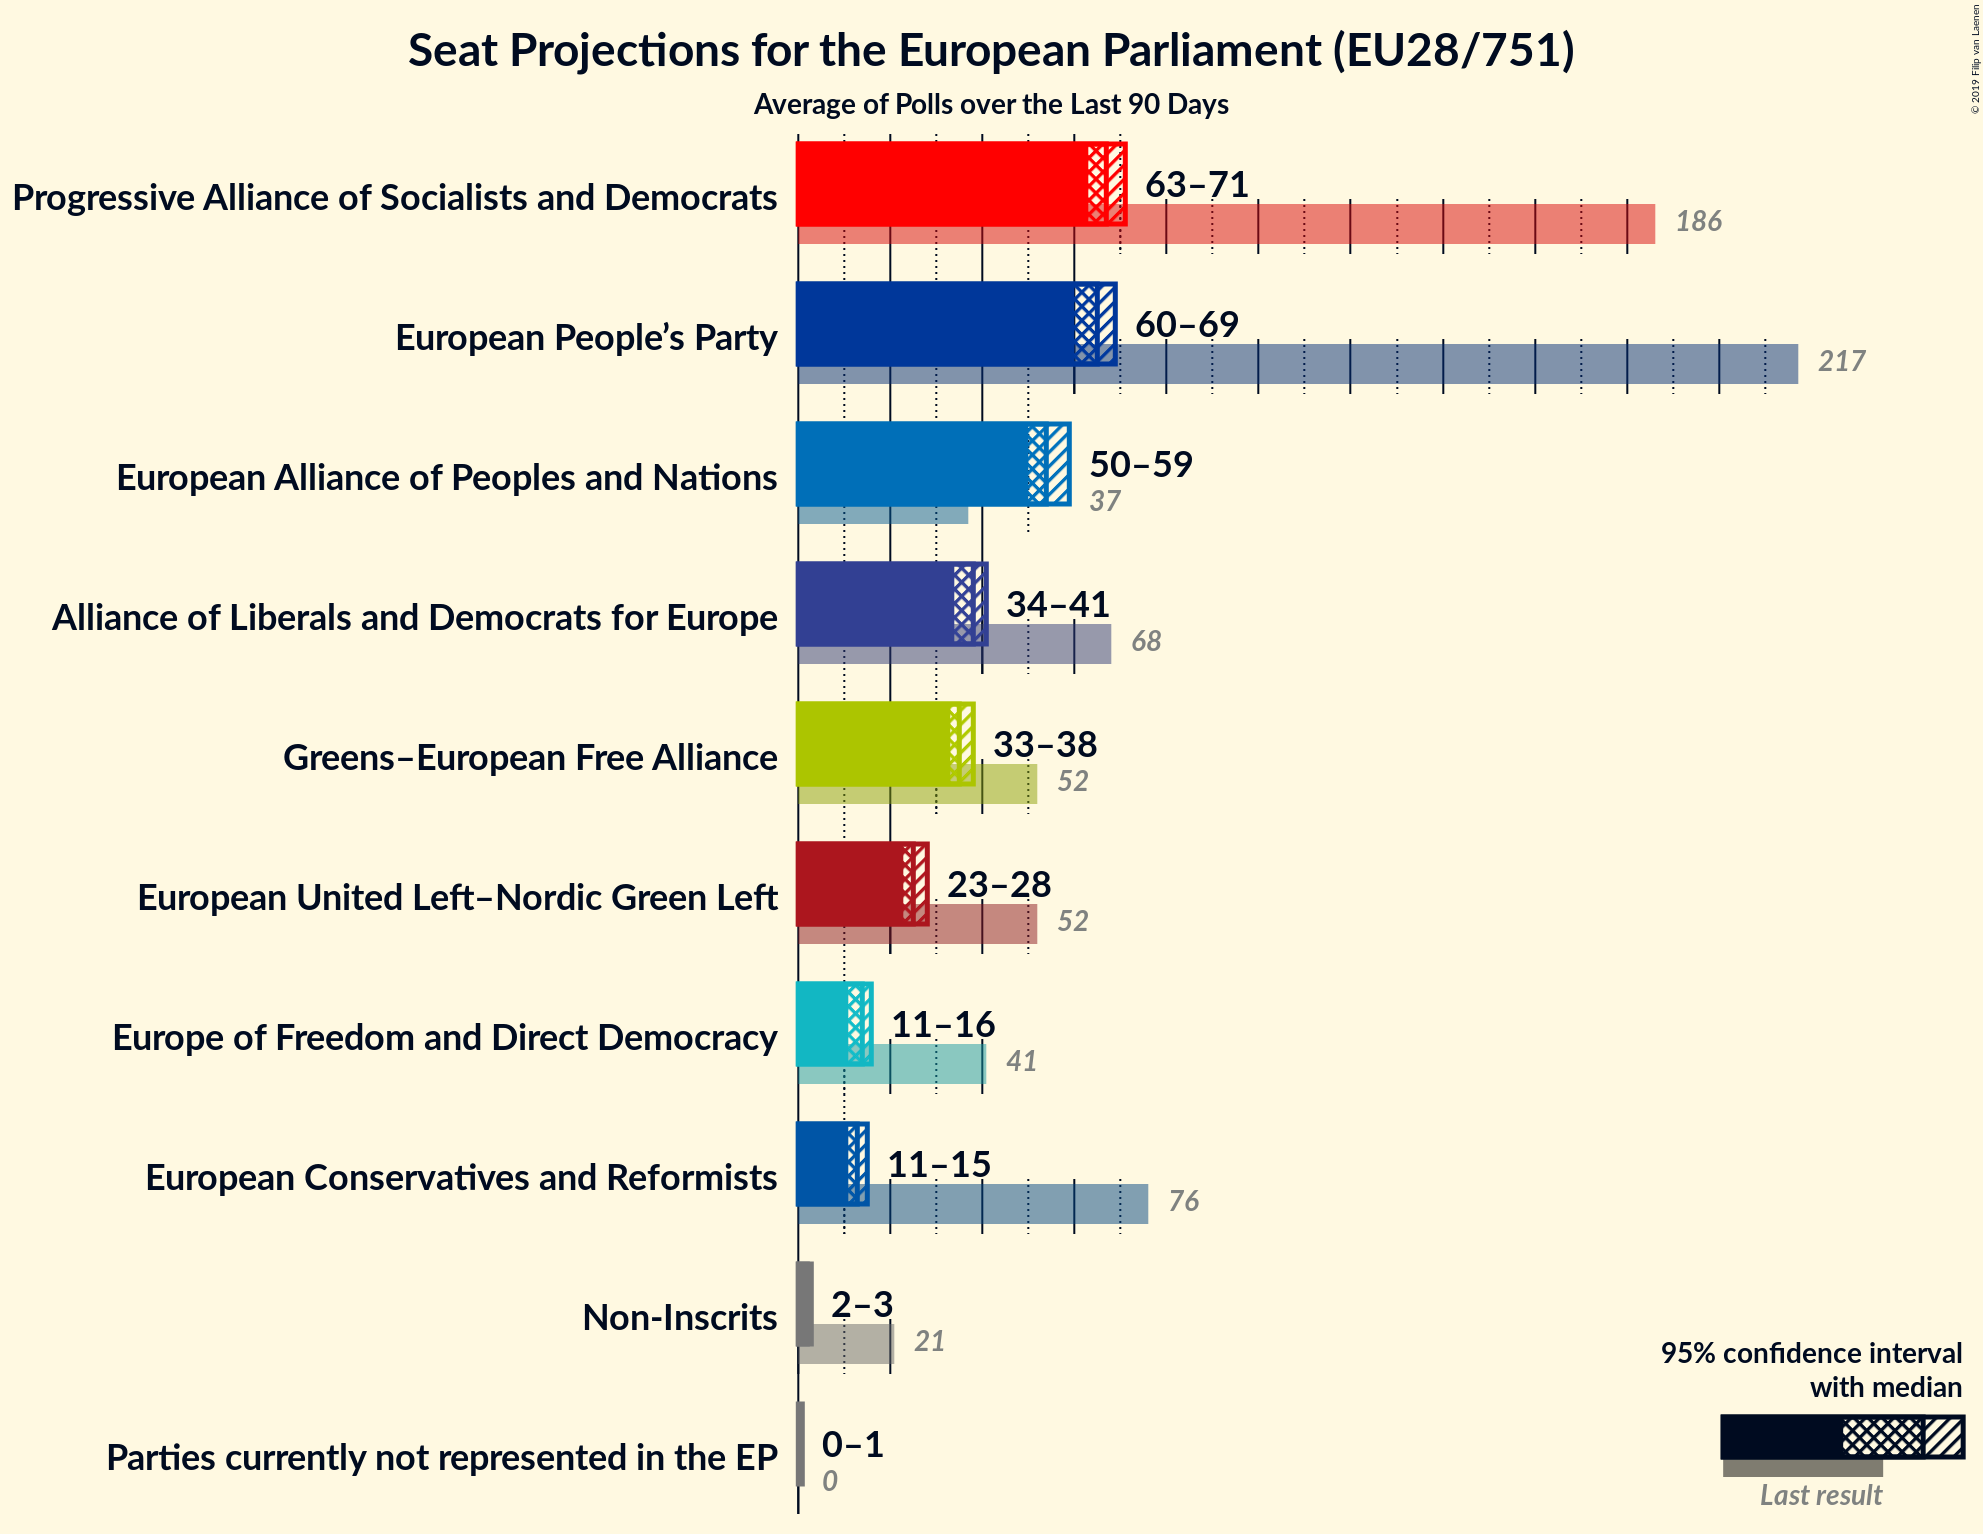 Seat Projections for the European Parliament (EU28/751)
Average of Polls over the Last 90 Days
© 2019 Filip van Laenen
Progressive Alliance of Socialists and Democrats
63–71
186
European People’s Party
60–69
217
European Alliance of Peoples and Nations
50–59
37
Alliance of Liberals and Democrats for Europe
34–41
68
Greens–European Free Alliance
33–38
52
European United Left–Nordic Green Left
23–28
52
Europe of Freedom and Direct Democracy
11–16
41
European Conservatives and Reformists
11–15
76
Non-Inscrits
2–3
21
Parties currently not represented in the EP
0–1
0
95% confidence interval
with median
Last result